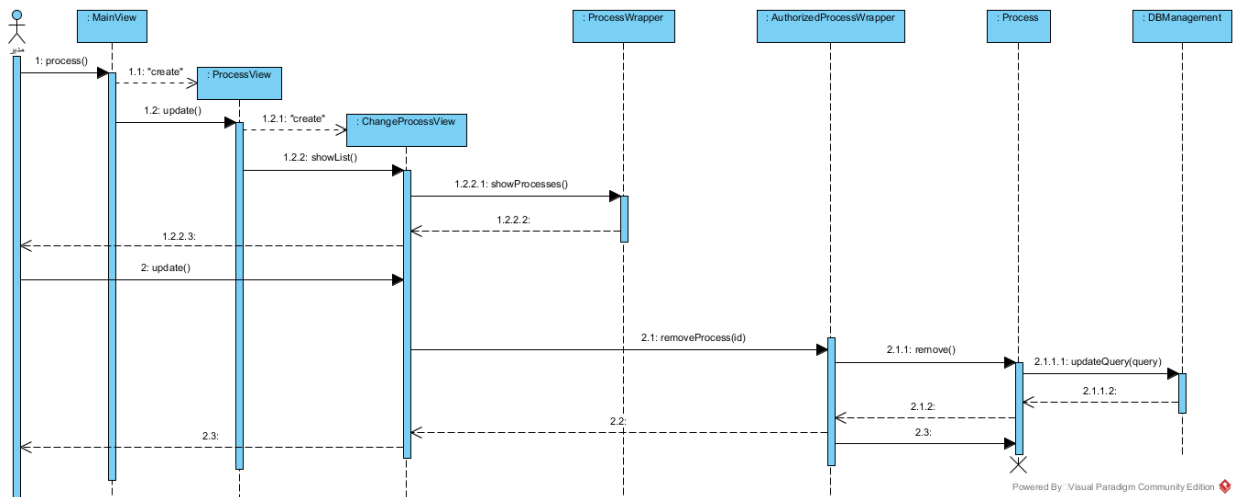 : MainView
: ProcessWrapper
: AuthorizedProcessWrapper
: Process
: DBManagement
مدیر
1: process()
1.1: "create"
: ProcessView
1.2: update()
1.2.1: "create"
: ChangeProcessView
1.2.2: showList()
1.2.2.1: showProcesses()
1.2.2.2:
1.2.2.3:
2: update()
2.1: removeProcess(id)
2.1.1: remove()
2.1.1.1: updateQuery(query)
2.1.1.2:
2.1.2:
2.2:
2.3:
2.3:
Powered By Visual Paradigm Community Edition